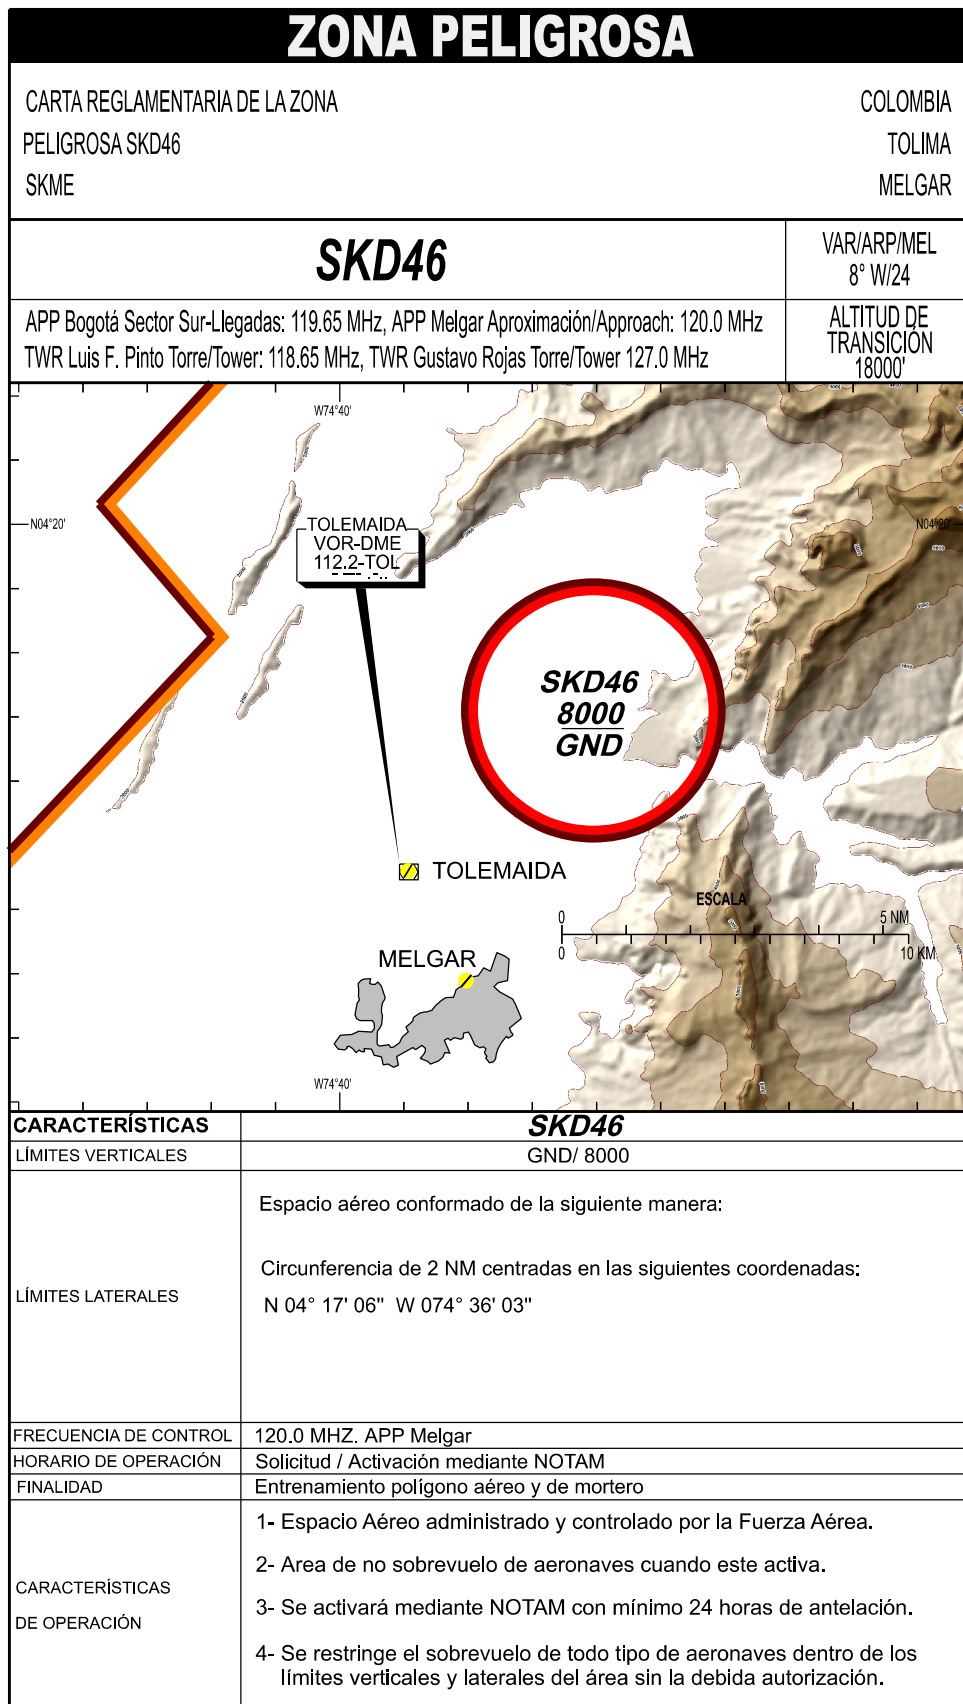 ZONA PELIGROSA
CARTA REGLAMENTARIA DE LA ZONA
PELIGROSA SKD46
SKME
COLOMBIA
TOLIMA
MELGAR
SKD46
VAR/ARP/MEL
8° W/24
APP Bogotá Sector Sur-Llegadas: 119.65 MHz, APP Melgar Aproximación/Approach: 120.0 MHz
TWR Luis F. Pinto Torre/Tower: 118.65 MHz, TWR Gustavo Rojas Torre/Tower 127.0 MHz
ALTITUD DE
TRANSICIÓN
18000'
W74°40'
N04°20'
N04°20'
TOLEMAIDA
VOR-DME
112.2-TOL
SKD46
8000
GND
TOLEMAIDA
ESCALA
0 5 NM
0 10 KM
MELGAR
W74°40'
CARACTERÍSTICAS
SKD46
LÍMITES VERTICALES
GND/ 8000
LÍMITES LATERALES
Espacio aéreo conformado de la siguiente manera:
Circunferencia de 2 NM centradas en las siguientes coordenadas:
N 04° 17' 06" W 074° 36' 03"
FRECUENCIA DE CONTROL
120.0 MHZ. APP Melgar
HORARIO DE OPERACIÓN
Solicitud / Activación mediante NOTAM
FINALIDAD
Entrenamiento polígono aéreo y de mortero
CARACTERÍSTICAS
DE OPERACIÓN
1- Espacio Aéreo administrado y controlado por la Fuerza Aérea.
2- Area de no sobrevuelo de aeronaves cuando este activa.
3- Se activará mediante NOTAM con mínimo 24 horas de antelación.
4- Se restringe el sobrevuelo de todo tipo de aeronaves dentro de los
límites verticales y laterales del área sin la debida autorización.